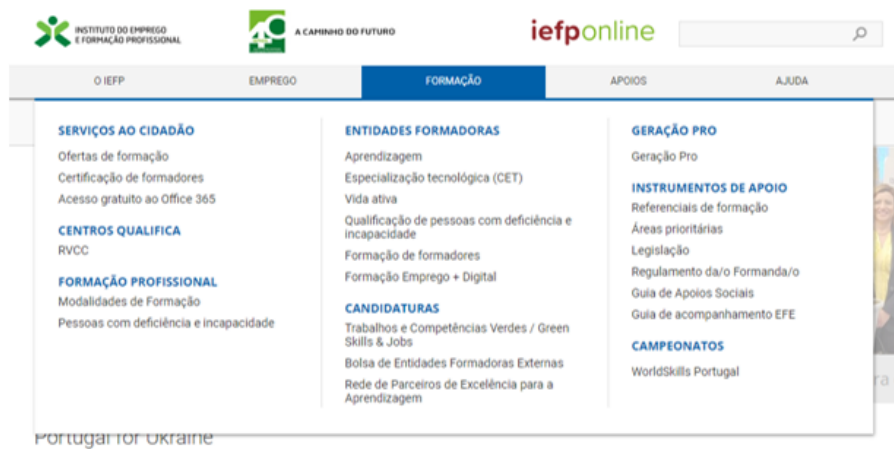 INSTITUTO DO EMPREGO
E FORMAÇÃO PROFISSIONAL
A CAMINHO DO FUTURO
iefponline
O IEFP
EMPREGO
FORMAÇÃO
APOIOS
AJUDA
SERVIÇOS AO CIDADÃO
Ofertas de formação
Certificação de formadores
Acesso gratuito ao Office 365
CENTROS QUALIFICA
RVCC
FORMAÇÃO PROFISSIONAL
Modalidades de Formação
Pessoas com deficiência e incapacidade
ENTIDADES FORMADORAS
Aprendizagem
Especialização tecnológica (CET)
Vida ativa
Qualificação de pessoas com deficiência e
incapacidade
Formação de formadores
Formação Emprego + Digital
CANDIDATURAS
Trabalhos e Competências Verdes / Green
Skills & Jobs
Bolsa de Entidades Formadoras Externas
Rede de Parceiros de Excelência para a
Aprendizagem
GERAÇÃO PRO
Geração Pro
INSTRUMENTOS DE APOIO
Referenciais de formação
Áreas prioritárias
Legislação
Regulamento da/o Formanda/o
Guia de Apoios Sociais
Guia de acompanhamento EFE
CAMPEONATOS
WorldSkills Portugal
ra
Portugal for Ukraine